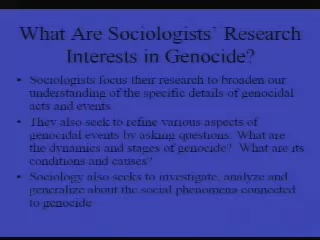 What Are Sociologists' Research
Interests in Genocide?
• Sociologists focus their research to broaden our
understanding of the specific details of genocidal
acts and events.
• They also seek to refine various aspects of
genocidal events by asking questions. What are
the dynamics and stages of genocide? What are its
conditions and causes?
• Sociology also seeks to investigate, analyze and
generalize about the social phenomena connected
to genocide